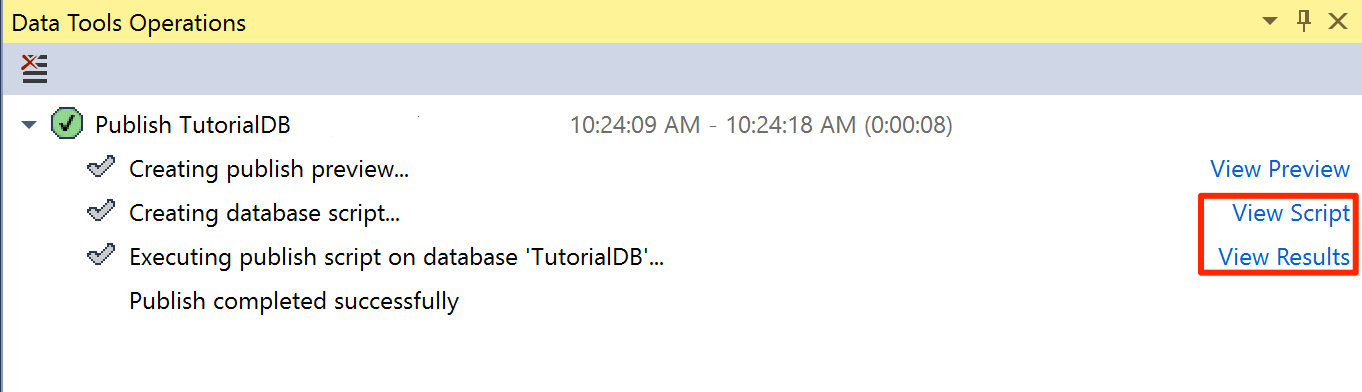 Data Tools Operations
Publish TutorialDB 10:24:09 AM - 10:24:18 AM (0:00:08)
Creating publish preview... View Preview
Creating database script... View Script
Executing publish script on database 'TutorialDB'... View Results
Publish completed successfully